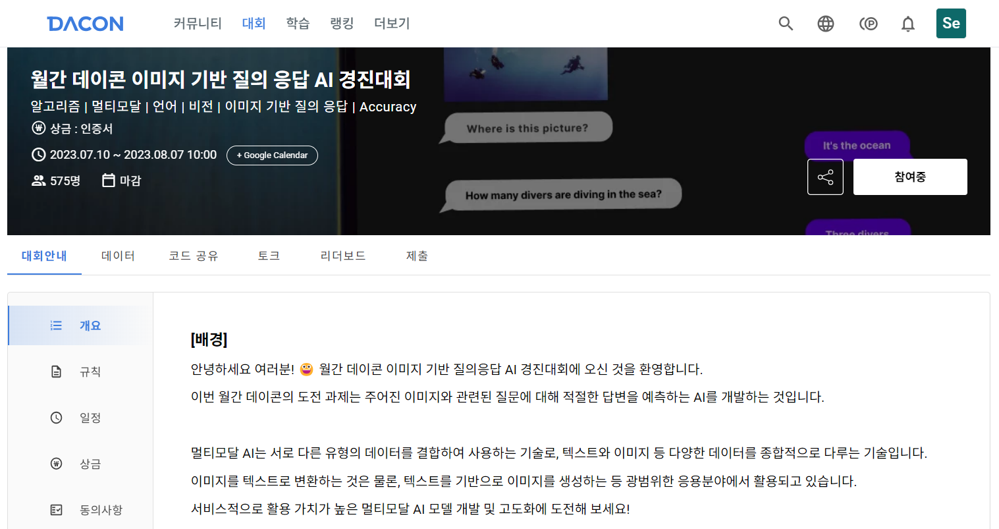 DACON
커뮤니티 대회 학습 랭킹 더보기
Se
월간 데이콘 이미지 기반 질의 응답 AI 경진대회
알고리즘 | 멀티모달 | 언어 | 비전 | 이미지 기반 질의 응답 | Accuracy
상금 : 인증서
2023.07.10 ~ 2023.08.07 10:00 + Google Calendar
575명 마감
Where is this picture?
It's the ocean
How many divers are diving in the sea?
Three divers
참여중
대회안내 데이터 코드 공유 토크 리더보드 제출
개요
규칙
일정
상금
동의사항
[배경]
안녕하세요 여러분! 😀 월간 데이콘 이미지 기반 질의응답 AI 경진대회에 오신 것을 환영합니다.
이번 월간 데이콘의 도전 과제는 주어진 이미지와 관련된 질문에 대해 적절한 답변을 예측하는 AI를 개발하는 것입니다.
멀티모달 AI는 서로 다른 유형의 데이터를 결합하여 사용하는 기술로, 텍스트와 이미지 등 다양한 데이터를 종합적으로 다루는 기술입니다.
이미지를 텍스트로 변환하는 것은 물론, 텍스트를 기반으로 이미지를 생성하는 등 광범위한 응용분야에서 활용되고 있습니다.
서비스적으로 활용 가치가 높은 멀티모달 AI 모델 개발 및 고도화에 도전해 보세요!